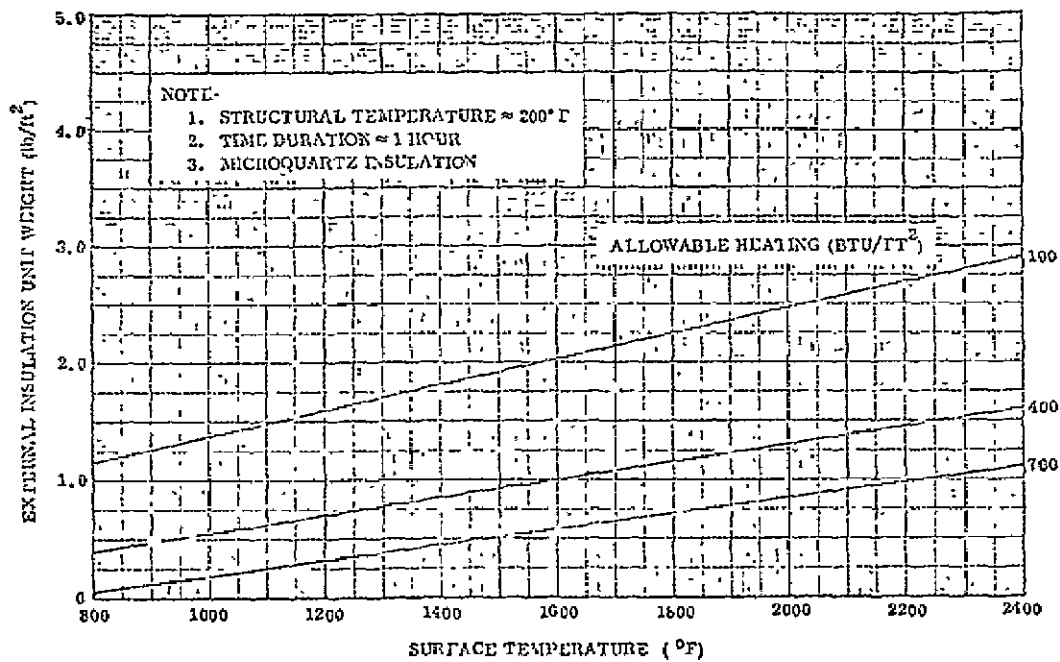 5.0
4.0
3.0
2.0
1.0
0
EXTERNAL INSULATION UNIT WEIGHT (lb/ft²)
NOTE-
1. STRUCTURAL TEMPERATURE ≈ 200°F
2. TIME DURATION ≈ 1 HOUR
3. MICROQUARTZ INSULATION
ALLOWABLE HEATING (BTU/FT²)
100
400
700
800 1000 1200 1400 1600 1800 2000 2200 2400
SURFACE TEMPERATURE (°F)